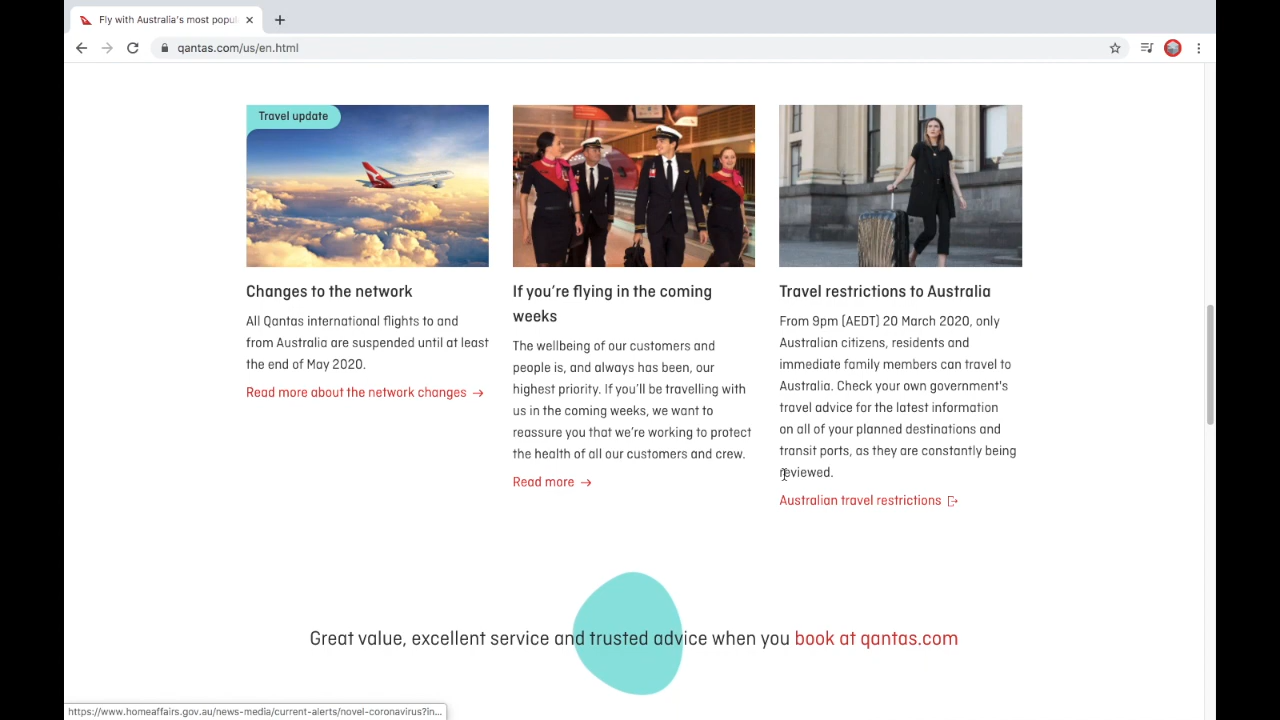 Fly with Australia's most popul
qantas.com/us/en.html
Travel update
Changes to the network
All Qantas international flights to and
from Australia are suspended until at least
the end of May 2020.
Read more about the network changes →
If you're flying in the coming
weeks
The wellbeing of our customers and
people is, and always has been, our
highest priority. If you'll be travelling with
us in the coming weeks, we want to
reassure you that we're working to protect
the health of all our customers and crew.
Read more →
Travel restrictions to Australia
From 9pm (AEDT) 20 March 2020, only
Australian citizens, residents and
immediate family members can travel to
Australia. Check your own government's
travel advice for the latest information
on all of your planned destinations and
transit ports, as they are constantly being
reviewed.
Australian travel restrictions
Great value, excellent service and trusted advice when you book at qantas.com
https://www.homeaffairs.gov.au/news-media/current-alerts/novel-coronavirus?in...